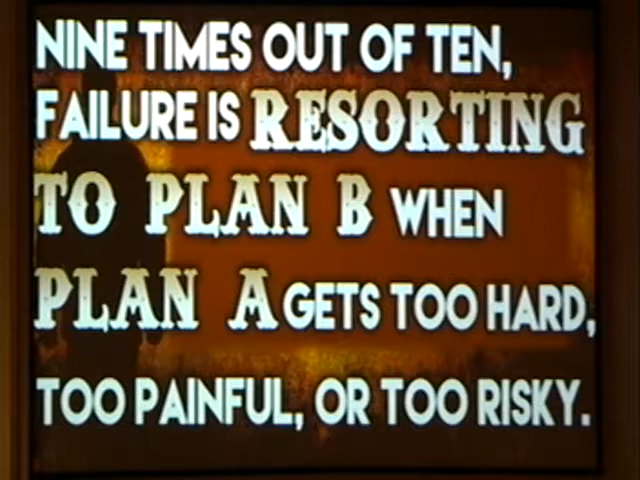 NINE TIMES OUT OF TEN,
FAILURE IS RESORTING
TO PLAN B WHEN
PLAN A GETS TOO HARD,
TOO PAINFUL, OR TOO RISKY.